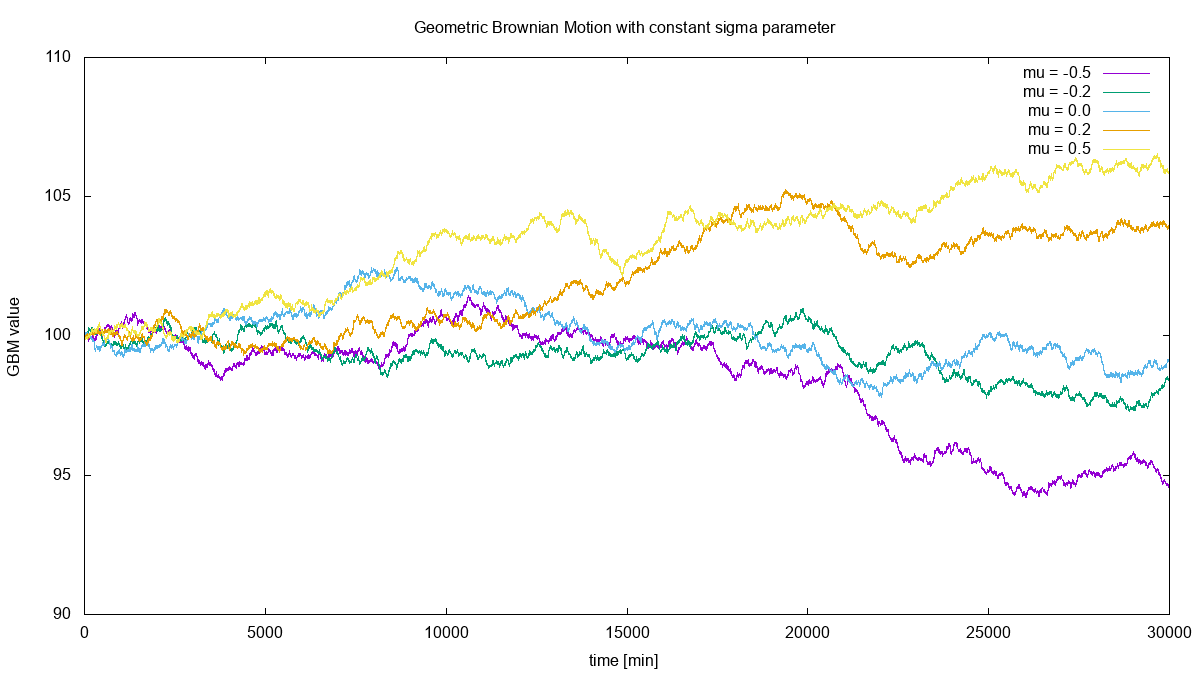 Geometric Brownian Motion with constant sigma parameter
110
105
100
95
90
GBM value
mu = -0.5
mu = -0.2
mu = 0.0
mu = 0.2
mu = 0.5
0 5000 10000 15000 20000 25000 30000
time [min]